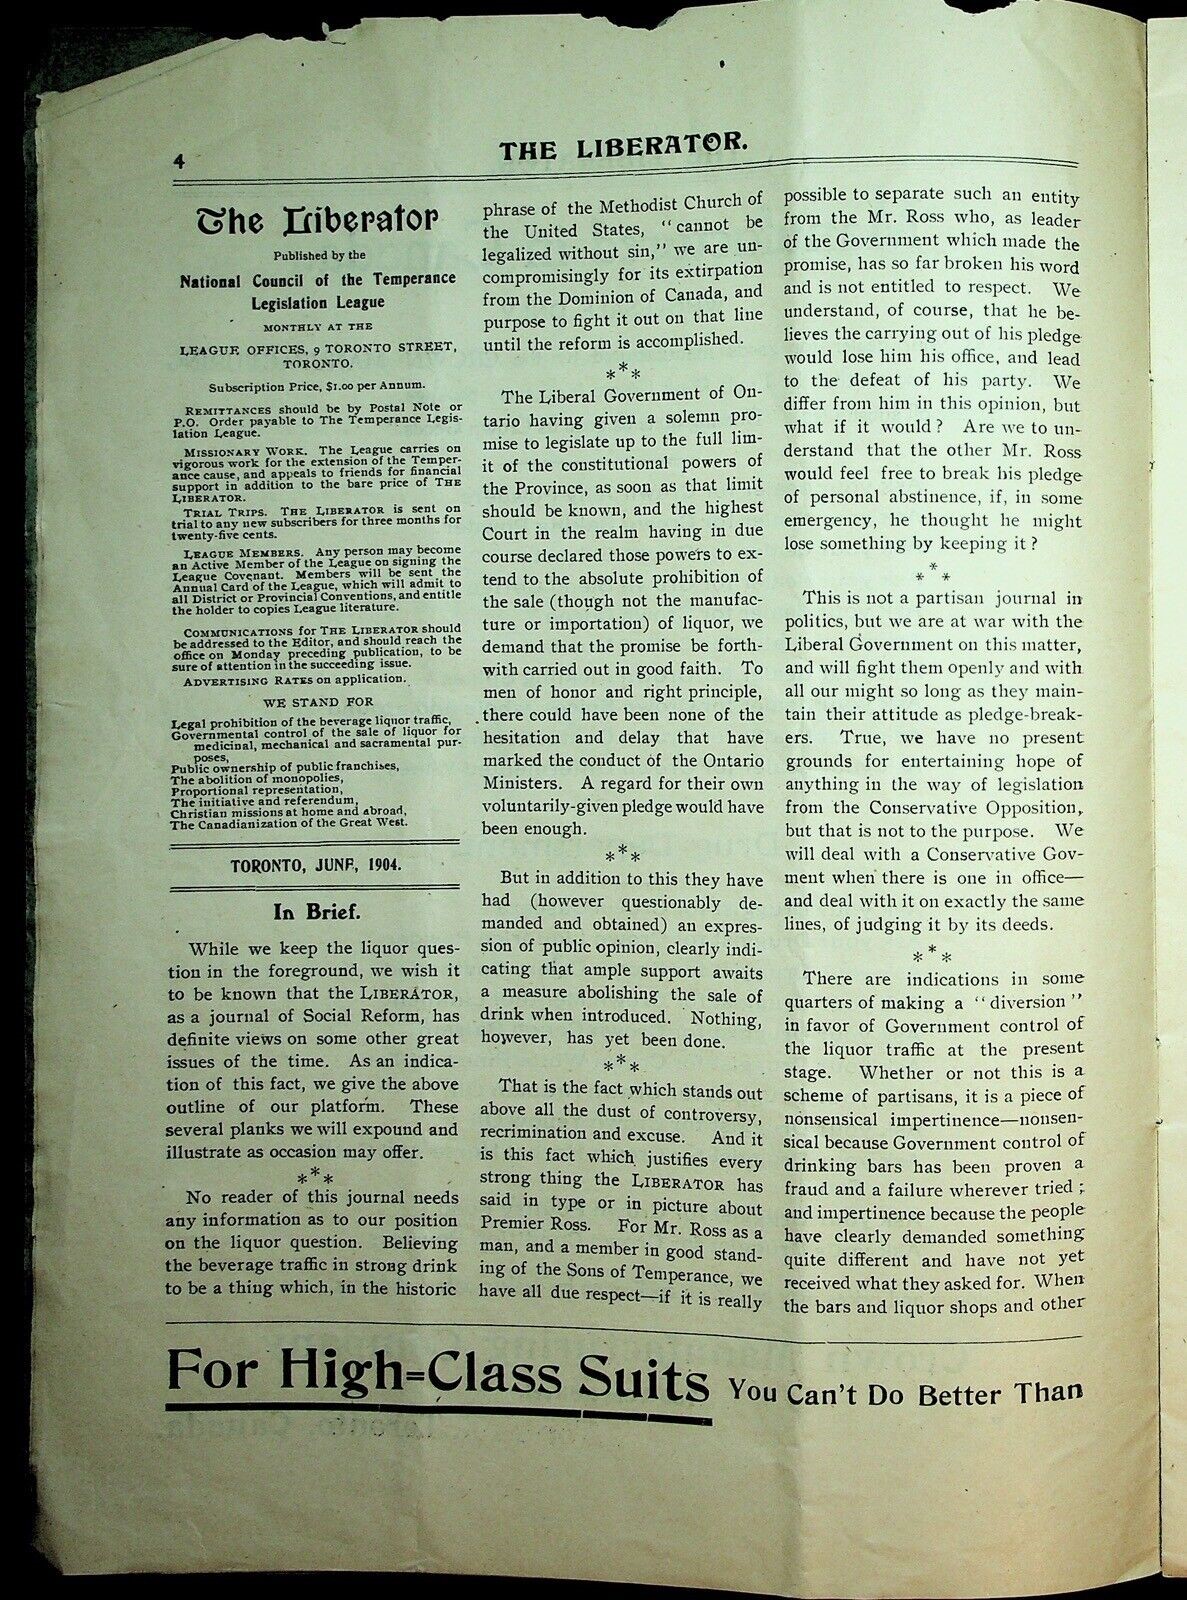 4
THE LIBERATOR.
The Liberator
Published by the
National Council of the Temperance
Legislation League
MONTHLY AT THE
LEAGUE OFFICES, 9 TORONTO STREET,
TORONTO.
Subscription Price, $1.00 per Annum.
REMITTANCES should be by Postal Note or
P.O. Order payable to The Temperance Legis-
lation League.
MISSIONARY WORK. The League carries on
vigorous work for the extension of the Temper-
ance cause, and appeals to friends for financial
support in addition to the bare price of THE
LIBERATOR.
TRIAL TRIPS. THE LIBERATOR is sent on
trial to any new subscribers for three months for
twenty-five cents.
LEAGUE MEMBERS. Any person may become
an Active Member of the League on signing the
League Covenant. Members will be sent the
Annual Card of the League, which will admit to
all District or Provincial Conventions, and entitle
the holder to copies League literature.
COMMUNICATIONS for THE LIBERATOR should
be addressed to the Editor, and should reach the
office on Monday preceding publication, to be
sure of attention in the succeeding issue.
ADVERTISING RATES on application.
WE STAND FOR
Legal prohibition of the beverage liquor traffic,
Governmental control of the sale of liquor for
medicinal, mechanical and sacramental pur-
poses,
Public ownership of public franchises,
The abolition of monopolies,
Proportional representation,
The initiative and referendum,
Christian missions at home and abroad,
The Canadianization of the Great West.
TORONTO, JUNE, 1904.
In Brief.
While we keep the liquor ques-
tion in the foreground, we wish it
to be known that the LIBERATOR,
as a journal of Social Reform, has
definite views on some other great
issues of the time. As an indica-
tion of this fact, we give the above
outline of our platform. These
several planks we will expound and
illustrate as occasion may offer.
***
No reader of this journal needs
any information as to our position
on the liquor question. Believing
the beverage traffic in strong drink
to be a thing which, in the historic
phrase of the Methodist Church of
the United States, "cannot be
legalized without sin," we are un-
compromisingly for its extirpation
from the Dominion of Canada, and
purpose to fight it out on that line
until the reform is accomplished.
***
The Liberal Government of On-
tario having given a solemn pro-
mise to legislate up to the full lim-
it of the constitutional powers of
the Province, as soon as that limit
should be known, and the highest
Court in the realm having in due
course declared those powers to ex-
tend to the absolute prohibition of
the sale (though not the manufac-
ture or importation) of liquor, we
demand that the promise be forth-
with carried out in good faith. To
men of honor and right principle,
there could have been none of the
hesitation and delay that have
marked the conduct of the Ontario
Ministers. A regard for their own
voluntarily-given pledge would have
been enough.
***
But in addition to this they have
had (however questionably de-
manded and obtained) an expres-
sion of public opinion, clearly indi-
cating that ample support awaits
a measure abolishing the sale of
drink when introduced. Nothing,
however, has yet been done.
***
That is the fact which stands out
above all the dust of controversy,
recrimination and excuse. And it
is this fact which justifies every
strong thing the LIBERATOR has
said in type or in picture about
Premier Ross. For Mr. Ross as a
man, and a member in good stand-
ing of the Sons of Temperance, we
have all due respect—if it is really
possible to separate such an entity
from the Mr. Ross who, as leader
of the Government which made the
promise, has so far broken his word
and is not entitled to respect. We
understand, of course, that he be-
lieves the carrying out of his pledge
would lose him his office, and lead
to the defeat of his party. We
differ from him in this opinion, but
what if it would? Are we to un-
derstand that the other Mr. Ross
would feel free to break his pledge
of personal abstinence, if, in some
emergency, he thought he might
lose something by keeping it?
***
This is not a partisan journal in
politics, but we are at war with the
Liberal Government on this matter,
and will fight them openly and with
all our might so long as they main-
tain their attitude as pledge-break-
ers. True, we have no present
grounds for entertaining hope of
anything in the way of legislation
from the Conservative Opposition,
but that is not to the purpose. We
will deal with a Conservative Gov-
ment when there is one in office—
and deal with it on exactly the same
lines, of judging it by its deeds.
***
There are indications in some
quarters of making a "diversion"
in favor of Government control of
the liquor traffic at the present
stage. Whether or not this is a
scheme of partisans, it is a piece of
nonsensical impertinence—nonsen-
sical because Government control of
drinking bars has been proven a
fraud and a failure wherever tried;
and impertinence because the people
have clearly demanded something
quite different and have not yet
received what they asked for. When
the bars and liquor shops and other
For High=Class Suits You Can't Do Better Than